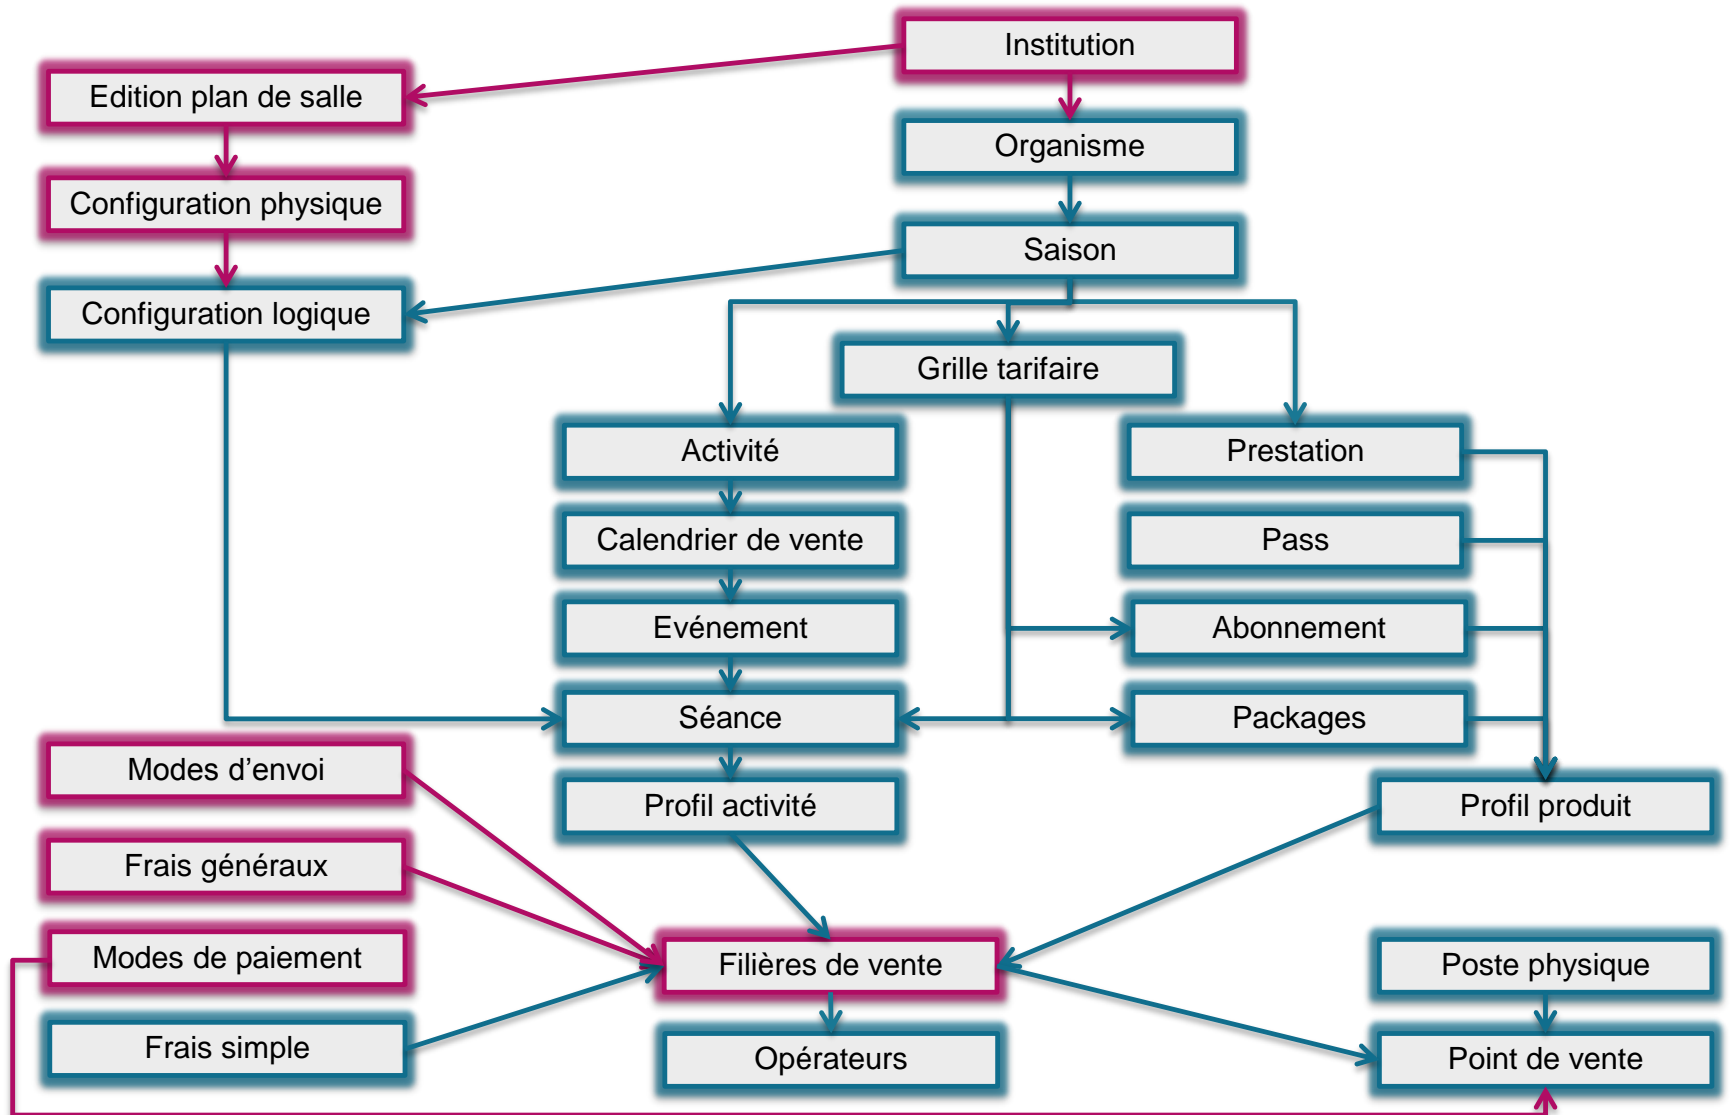 Institution
Edition plan de salle
Organisme
Configuration physique
Saison
Configuration logique
Grille tarifaire
Activité
Prestation
Calendrier de vente
Pass
Evénement
Abonnement
Séance
Packages
Modes d’envoi
Profil activité
Profil produit
Frais généraux
Modes de paiement
Filières de vente
Poste physique
Frais simple
Opérateurs
Point de vente